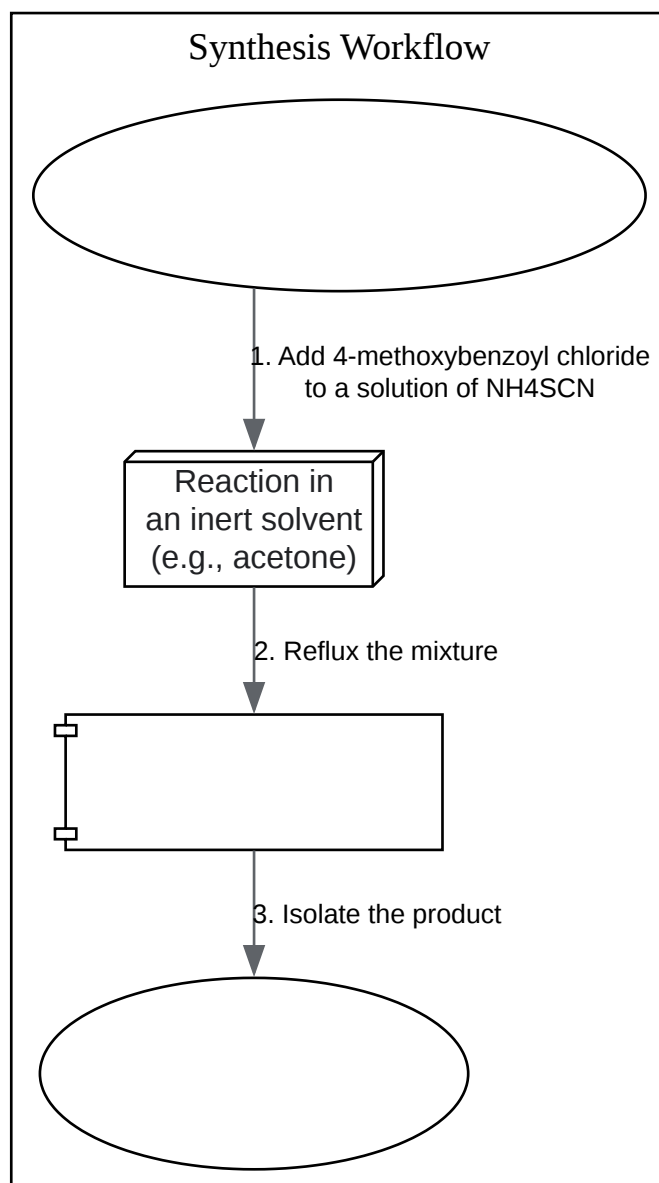 Synthesis Workflow
1. Add 4-methoxybenzoyl chloride
to a solution of NH4SCN
Reaction in
an inert solvent
(e.g., acetone)
2. Reflux the mixture
3. Isolate the product